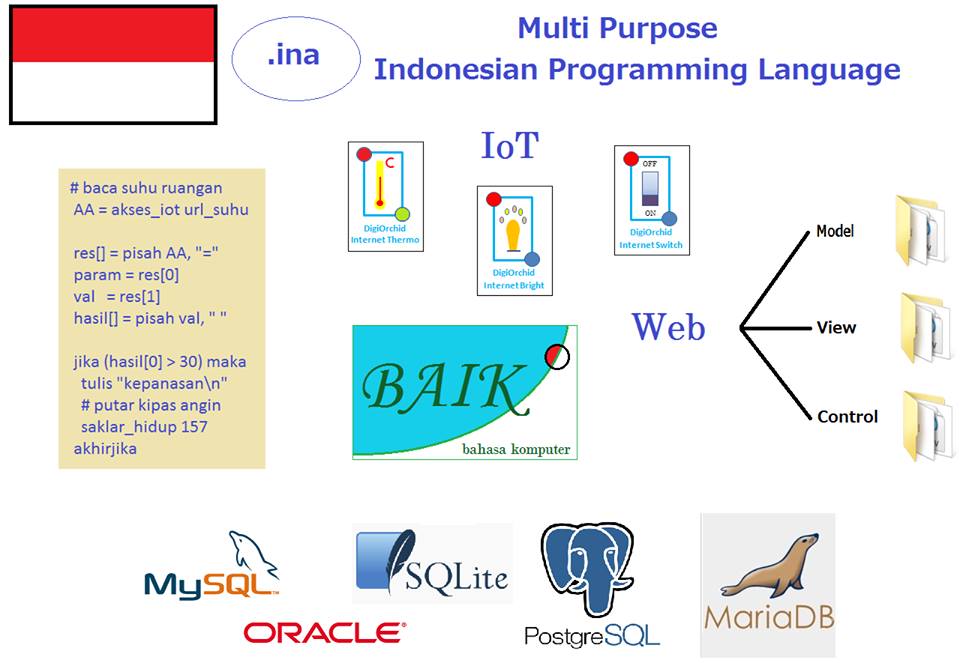 .ina
Multi Purpose
Indonesian Programming Language
IoT
C
DigiOrchid
Internet Thermo
DigiOrchid
Internet Bright
OFF
ON
DigiOrchid
Internet Switch
# baca suhu ruangan
AA = akses_iot url_suhu
res[] = pisah AA, "="
param = res[0]
val   = res[1]
hasil[] = pisah val, " "
jika (hasil[0] > 30) maka
  tulis "kepanasan\n"
  # putar kipas angin
  saklar_hidup 157
akhirjika
BAIK
bahasa komputer
Web
Model
View
Control
MySQL™
SQLite
ORACLE®
PostgreSQL
MariaDB